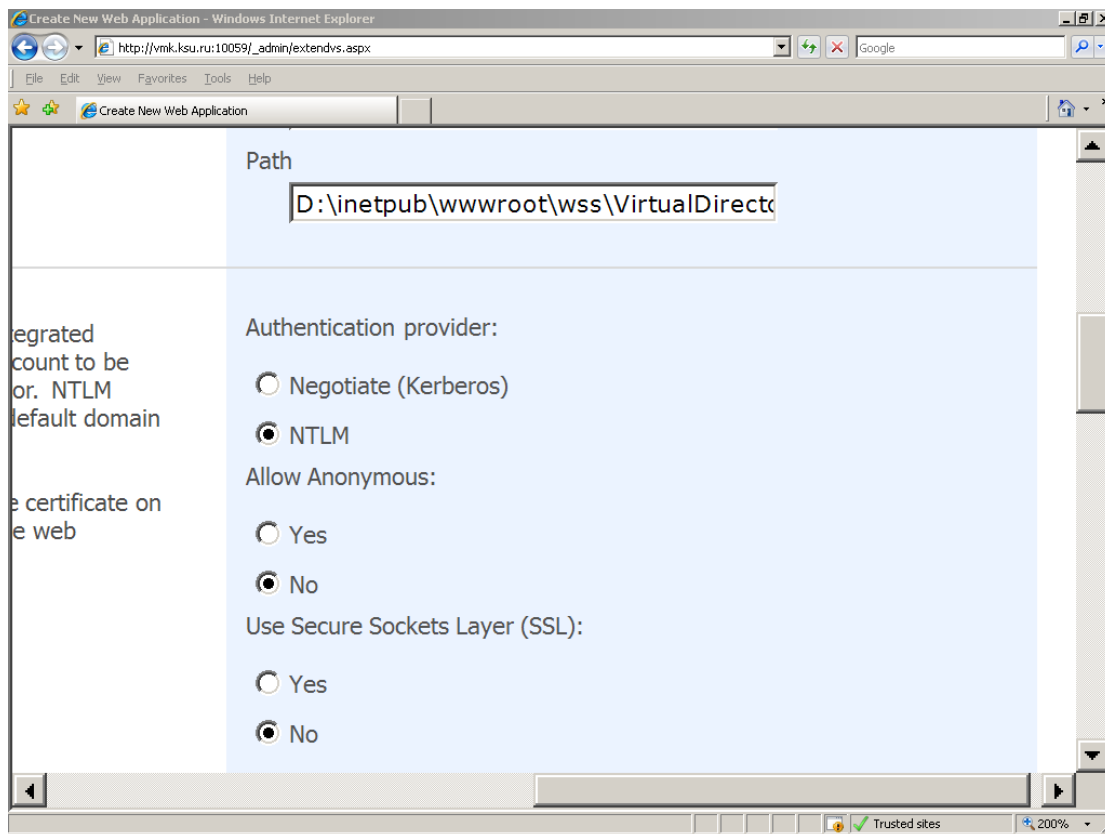 Create New Web Application - Windows Internet Explorer
http://vmk.ksu.ru:10059/_admin/extendvs.aspx
Google
File Edit View Favorites Tools Help
Create New Web Application
Path
D:\inetpub\wwwroot\wss\VirtualDirecto
Authentication provider:
tegrated
count to be
or. NTLM
default domain
Negotiate (Kerberos)
NTLM
Allow Anonymous:
e certificate on
e web
Yes
No
Use Secure Sockets Layer (SSL):
Yes
No
Trusted sites
200%